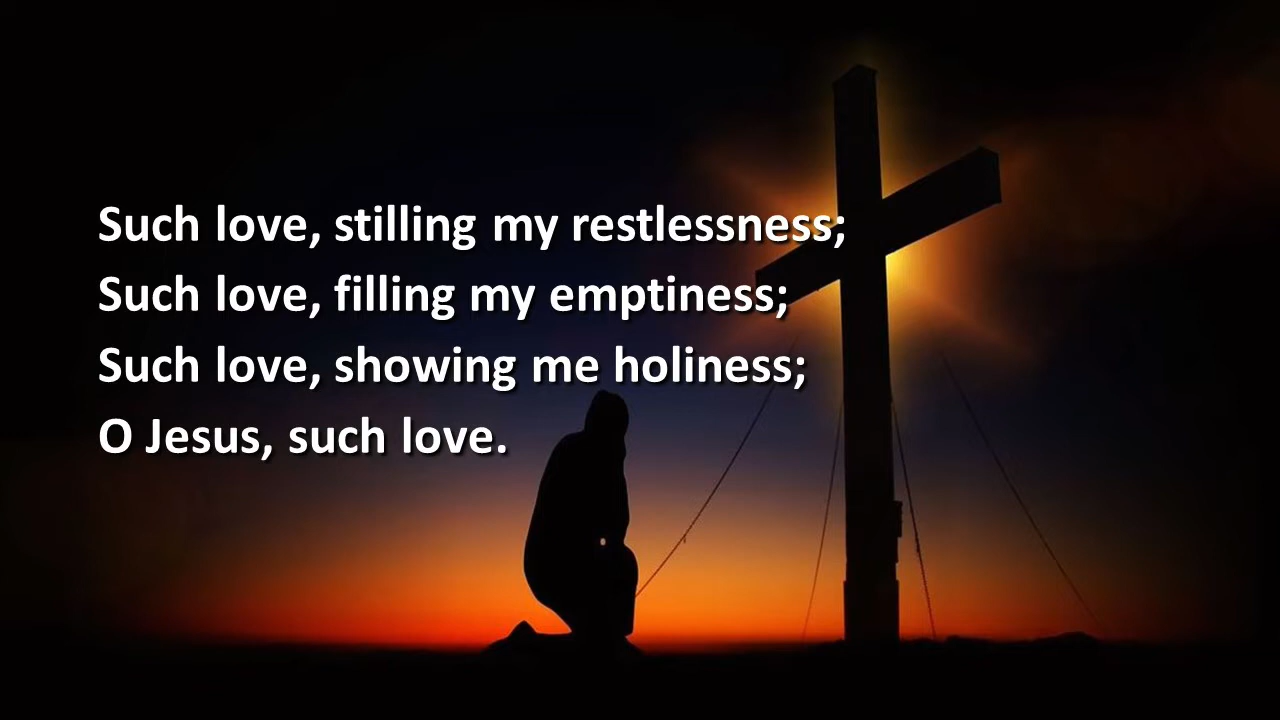 Such love, stilling my restlessness;
Such love, filling my emptiness;
Such love, showing me holiness;
O Jesus, such love.